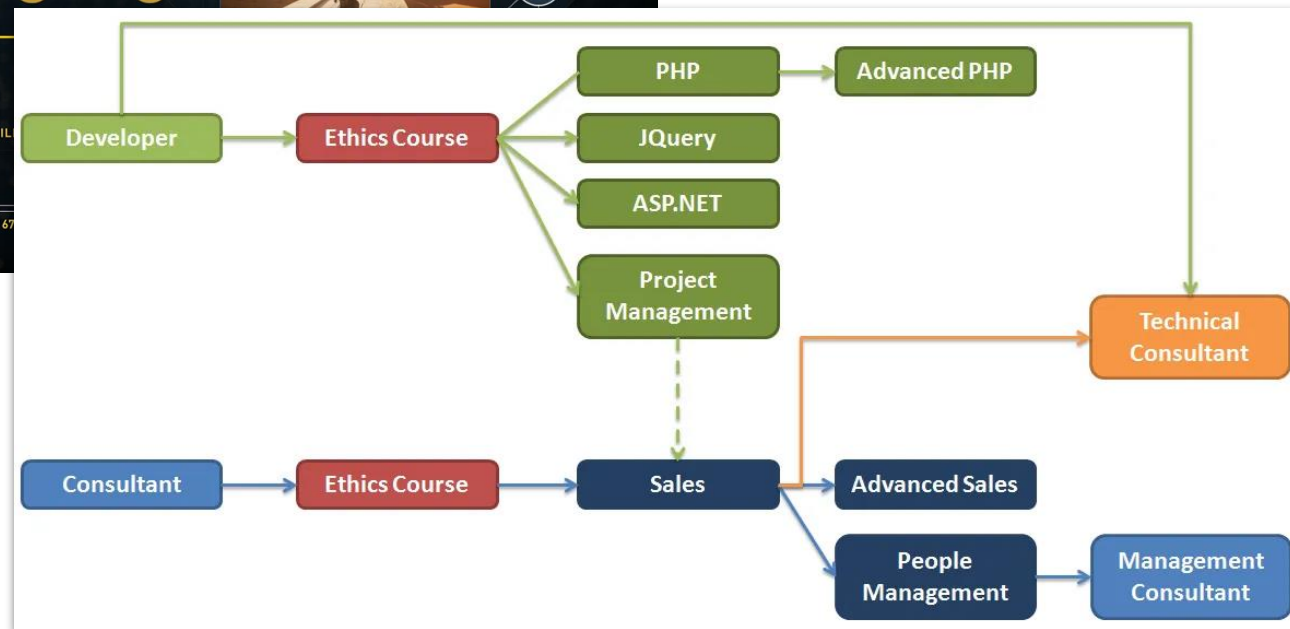 PHP
Advanced PHP
Developer
Ethics Course
JQuery
ASP.NET
Project
Management
Technical
Consultant
Consultant
Ethics Course
Sales
Advanced Sales
People
Management
Management
Consultant
67